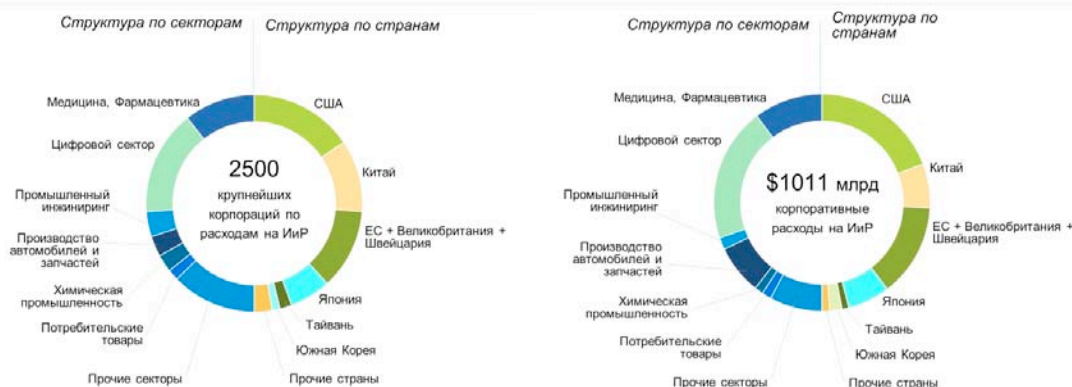 Структура по секторам
Структура по странам
Медицина, Фармацевтика
США
Цифровой сектор
Китай
2500
крупнейших
корпораций по
расходам на ИиР
Промышленный
инжиниринг
ЕС + Великобритания +
Швейцария
Производство
автомобилей и
запчастей
Химическая
промышленность
Япония
Потребительские
товары
Тайвань
Южная Корея
Прочие секторы
Прочие страны
Структура по секторам
Структура по
странам
Медицина, Фармацевтика
США
Цифровой сектор
Китай
$1011 млрд
корпоративные
расходы на ИиР
Промышленный
инжиниринг
ЕС + Великобритания +
Швейцария
Производство
автомобилей и
запчастей
Химическая
промышленность
Япония
Потребительские
товары
Тайвань
Южная Корея
Прочие секторы
Прочие страны